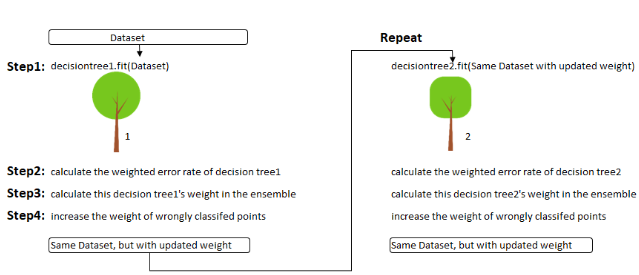 Dataset
Step1: decisiontree1.fit(Dataset)
1
Step2: calculate the weighted error rate of decision tree1
Step3: calculate this decision tree1's weight in the ensemble
Step4: increase the weight of wrongly classifed points
Same Dataset, but with updated weight
Repeat
decisiontree2.fit(Same Dataset with updated weight)
2
calculate the weighted error rate of decision tree2
calculate this decision tree2's weight in the ensemble
increase the weight of wrongly classifed points
Same Dataset, but with updated weight